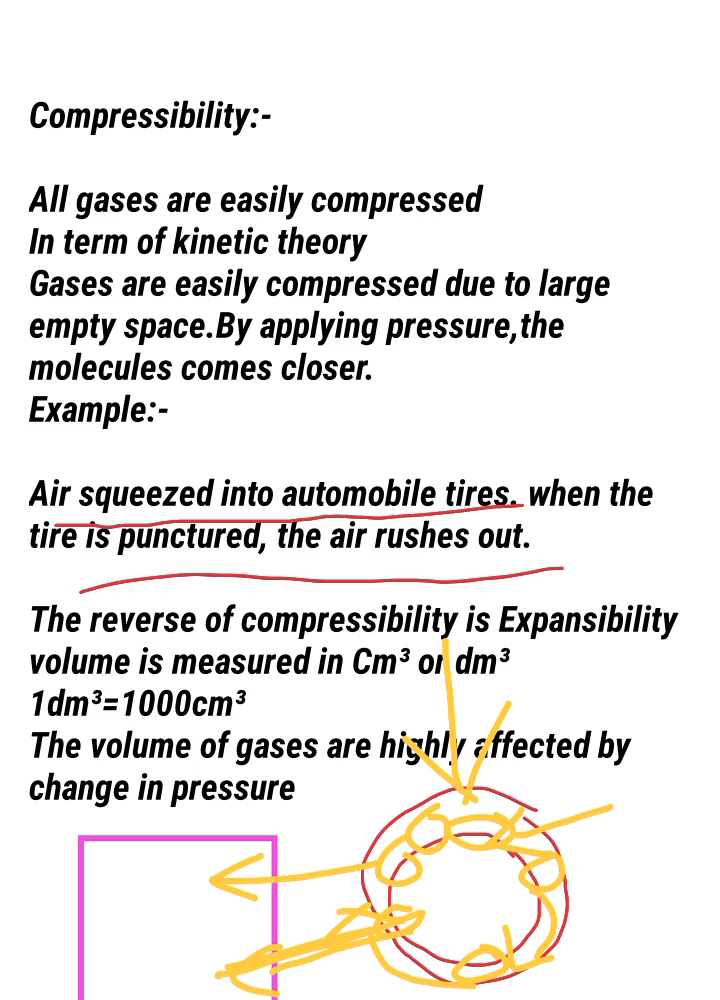 Compressibility:-
All gases are easily compressed
In term of kinetic theory
Gases are easily compressed due to large
empty space.By applying pressure,the
molecules comes closer.
Example:-
Air squeezed into automobile tires. when the
tire is punctured, the air rushes out.
The reverse of compressibility is Expansibility
volume is measured in Cm³ or dm³
1dm³=1000cm³
The volume of gases are highly affected by
change in pressure